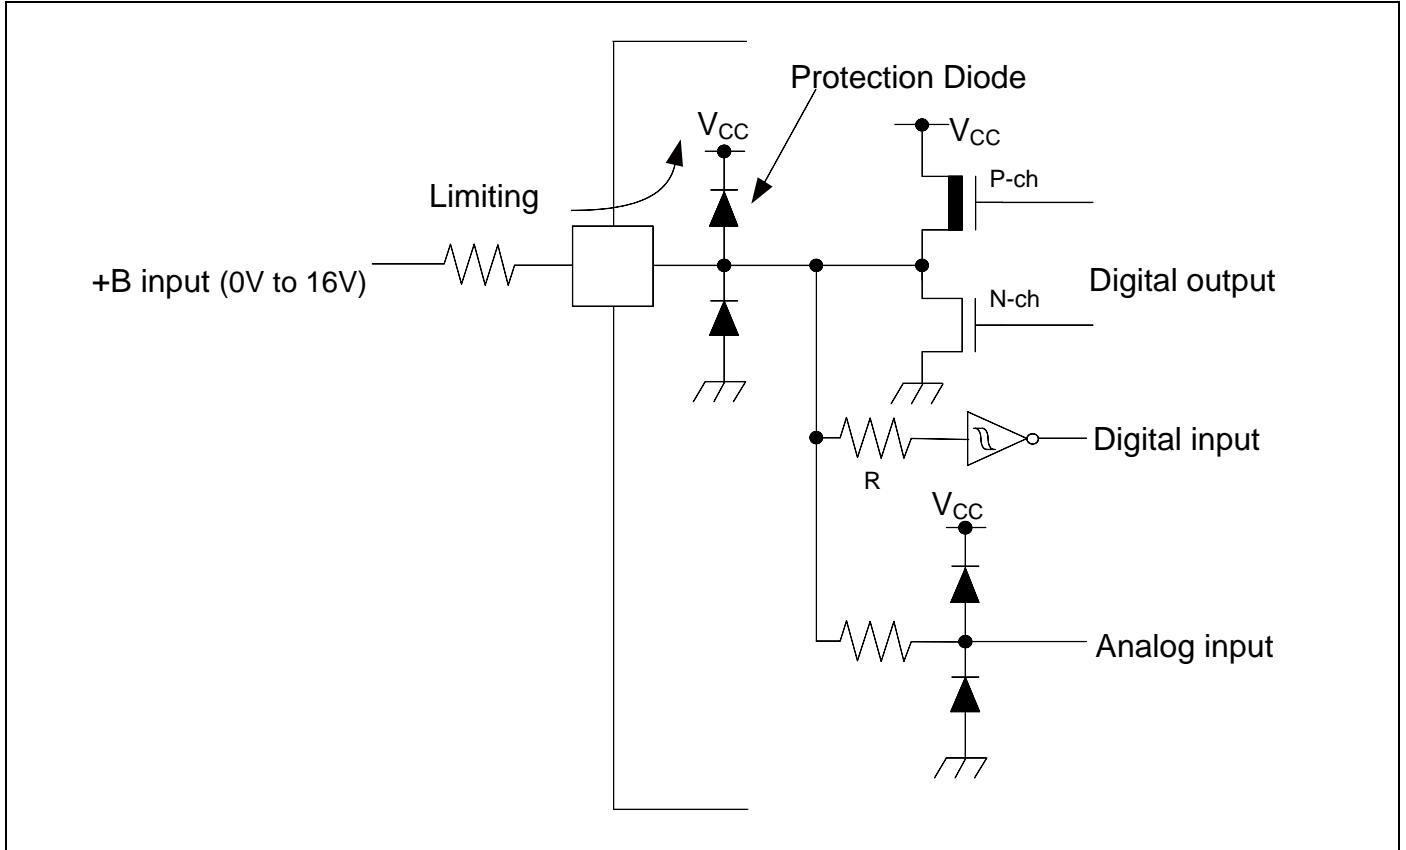 Protection Diode
VCC
VCC
P-ch
Limiting
+B input (0V to 16V)
Digital output
N-ch
Digital input
R
VCC
Analog input